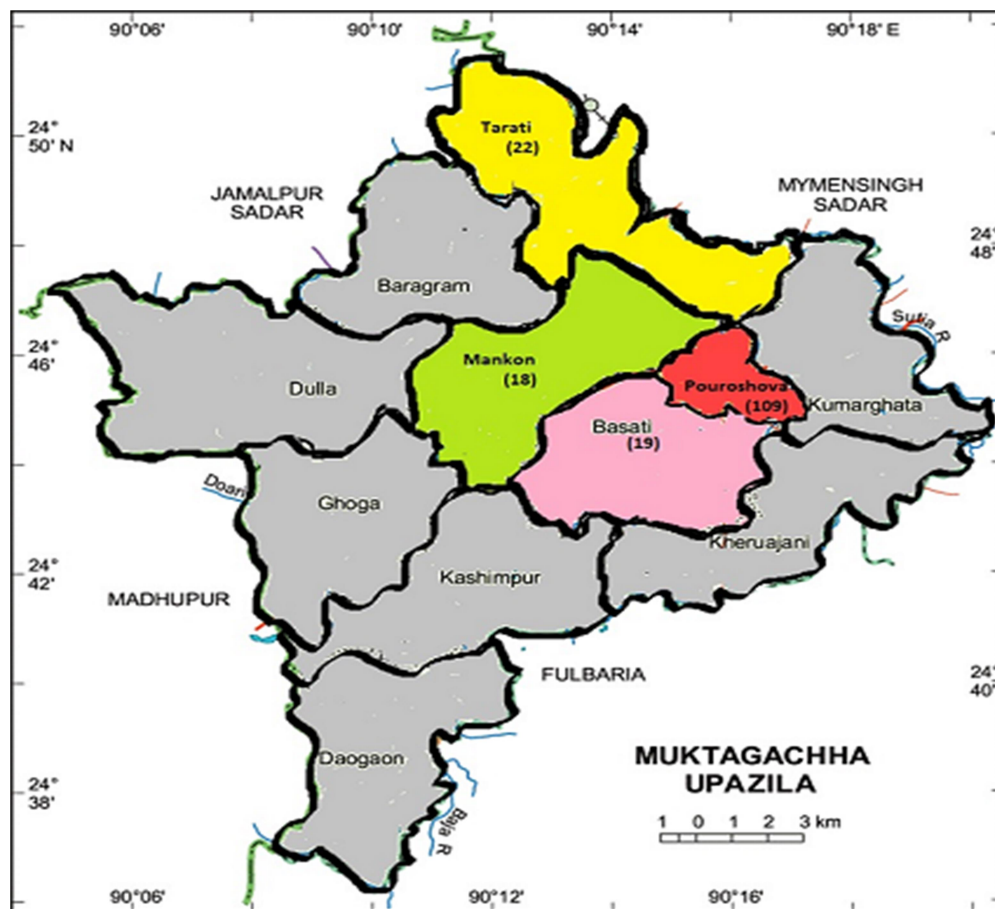 90°06'
90°10'
90°14'
90°18' E
24°
50' N
Tarati
(22)
JAMALPUR
SADAR
MYMENSINGH
SADAR
24°
48'
Baragram
Sutia R
24°
46'
Mankon
(18)
Dulla
Pouroshova
(109)
Kumarghata
Basati
(19)
Doari
Ghoga
Kheruajani
24°
42'
Kashimpur
MADHUPUR
FULBARIA
24°
40'
Daogaon
MUKTAGACHHA
UPAZILA
24°
38'
Baja R
1 0 1 2 3 km
90°06'
90°12'
90°16'